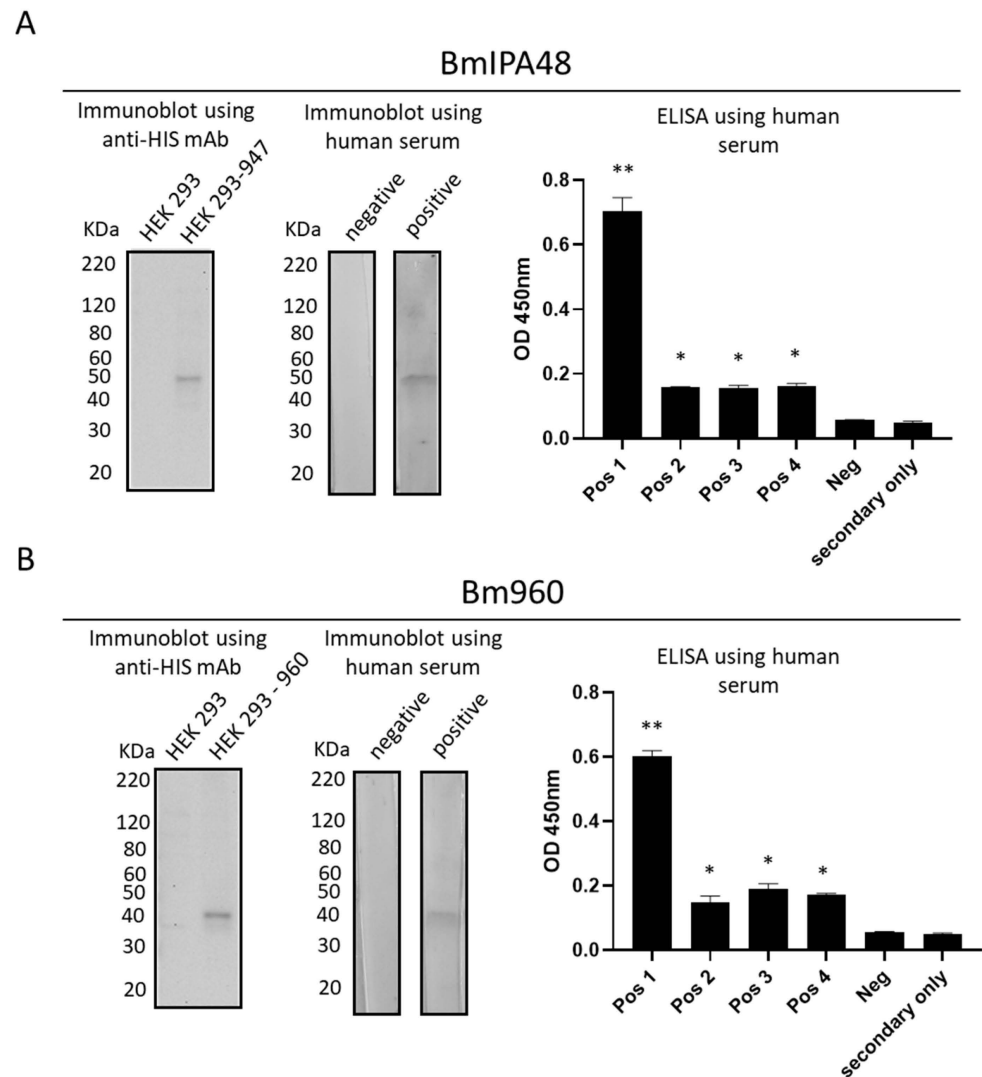 A
BmIPA48
Immunoblot using
anti-HIS mAb
HEK 293
HEK 293-947
KDa
220
120
80
60
50
40
30
20
Immunoblot using
human serum
negative
positive
KDa
220
120
80
60
50
40
30
20
ELISA using human
serum
OD 450nm
0.8
0.6
0.4
0.2
0.0
**
*
*
*
Pos 1
Pos 2
Pos 3
Pos 4
Neg
secondary only
B
Bm960
Immunoblot using
anti-HIS mAb
HEK 293
HEK 293 - 960
KDa
220
120
80
60
50
40
30
20
Immunoblot using
human serum
negative
positive
KDa
220
120
80
60
50
40
30
20
ELISA using human
serum
OD 450nm
0.8
0.6
0.4
0.2
0.0
**
*
*
*
Pos 1
Pos 2
Pos 3
Pos 4
Neg
secondary only